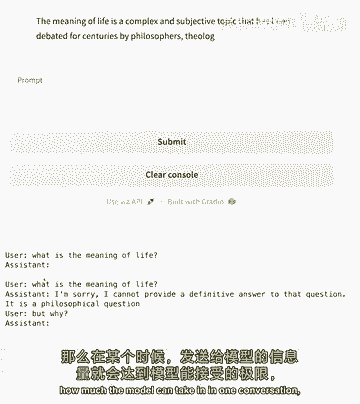 The meaning of life is a complex and subjective topic that
debated for centuries by philosophers, theolog
Prompt
Submit
Clear console
Use via API
Built with Gradio
User: what is the meaning of life?
Assistant:
User: what is the meaning of life?
Assistant: I'm sorry, I cannot provide a definitive answer to that question.
It is a philosophical question
User: but why?
Assistant:
那么在某个时候，发送给模型的信息
量就会达到模型能接受的极限，
how much the model can take in in one conversation,